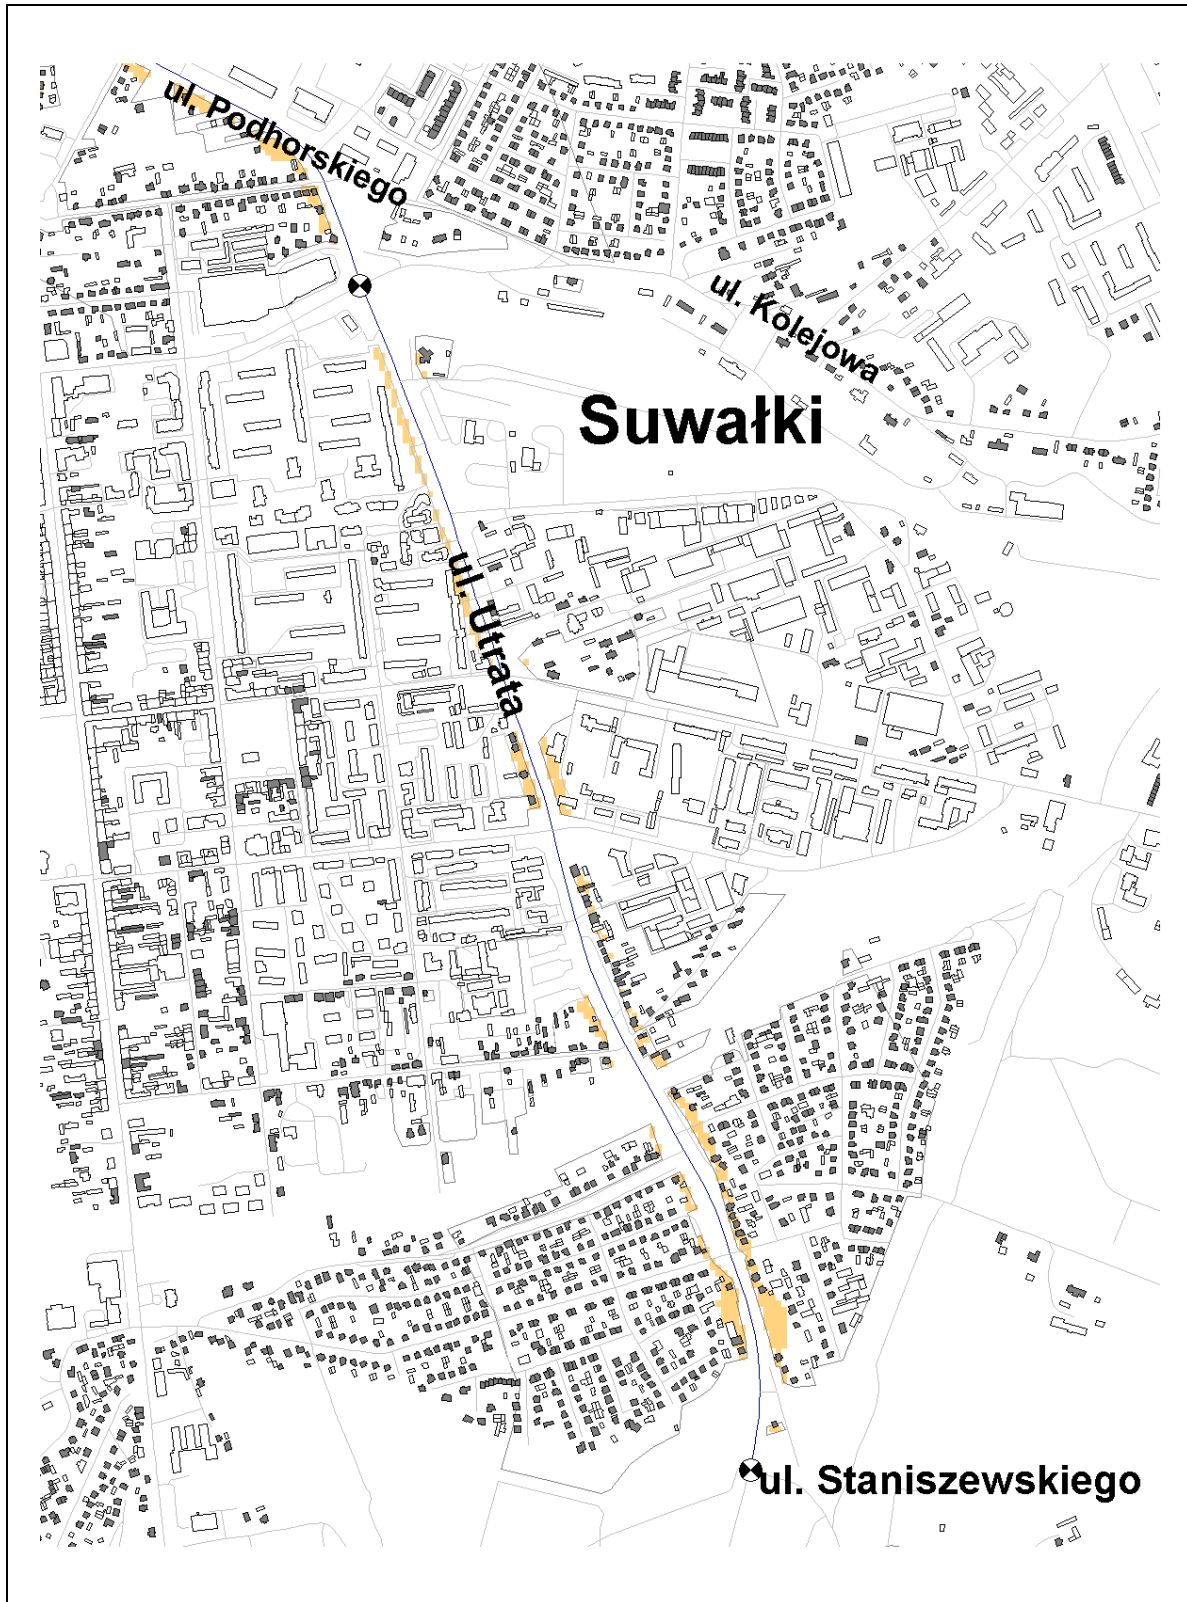 ul. Podhorskiego
ul. Kolejowa
Suwałki
ul. Utrata
ul. Staniszewskiego